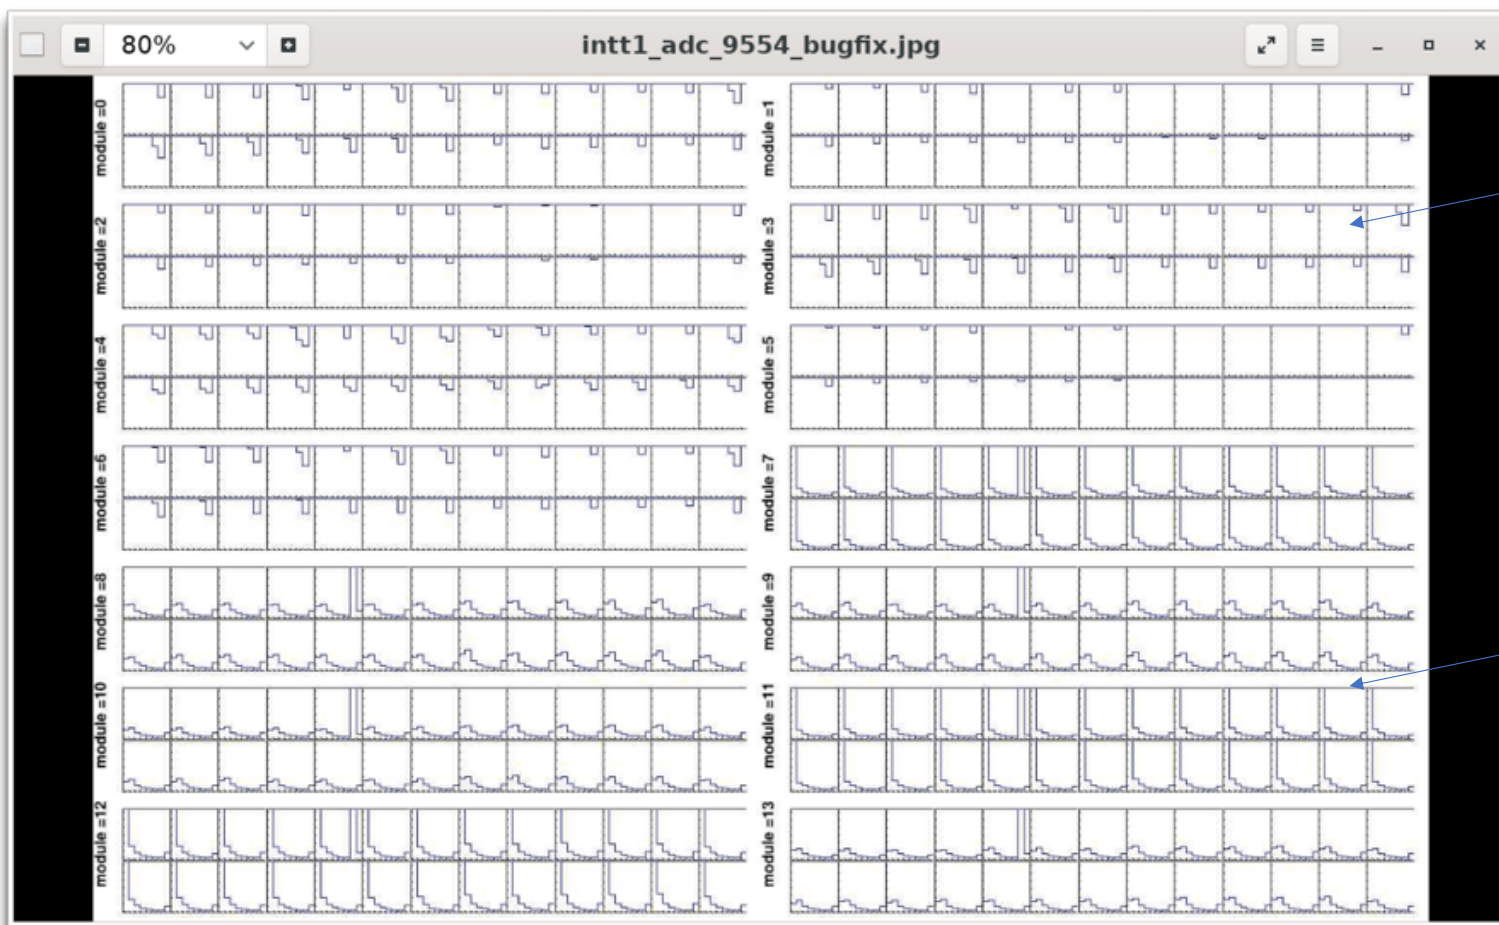 80%
intt1_adc_9554_bugfix.jpg
module =0
module =1
module =2
module =3
module =4
module =5
module =6
module =7
module =8
module =9
module =10
module =11
module =12
module =13